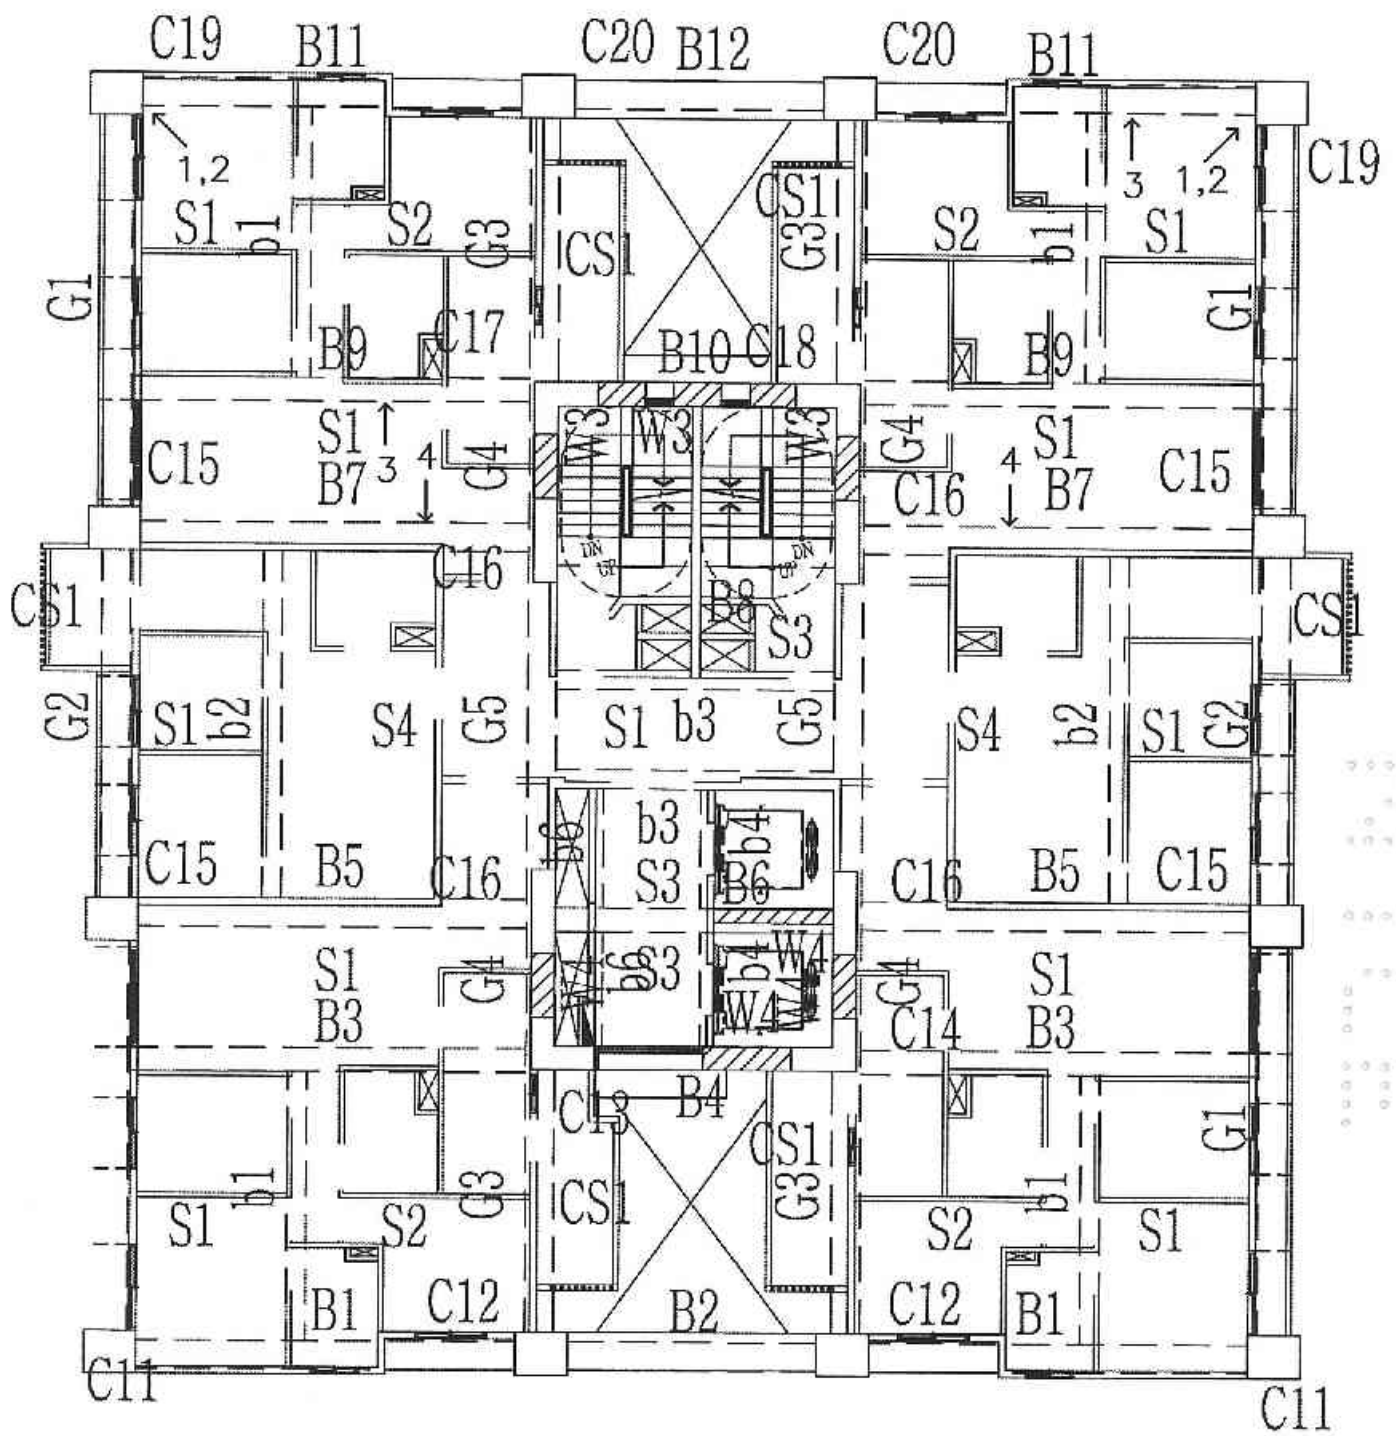 C19 B11 C20 B12 C20 B11
1,2 3 1,2 C19
S1 b1 S2 G3 CS1 CS1 G3 S2 b1 S1
G1 G1
B9 C17 B10 C18 B9
S1 W3 W3 W3 S1
C15 B7 3 4 G4 G4 C16 4 B7 C15
DN DN
UP UP
CS1 C16 B8 S3 CS1
G2 S1 b2 S4 G5 S1 b3 G5 S4 b2 S1 G2
b6 b3 b4
C15 B5 C16 S3 B6 C16 B5 C15
S1 G4 b6 S3 b4 W4 G4 S1
B3 W4 W4 C14 B3
C13 B4 CS1 G1
b1 G3 CS1 G3 b1
S1 S2 S2 S1
B1 C12 B2 C12 B1
C11 C11